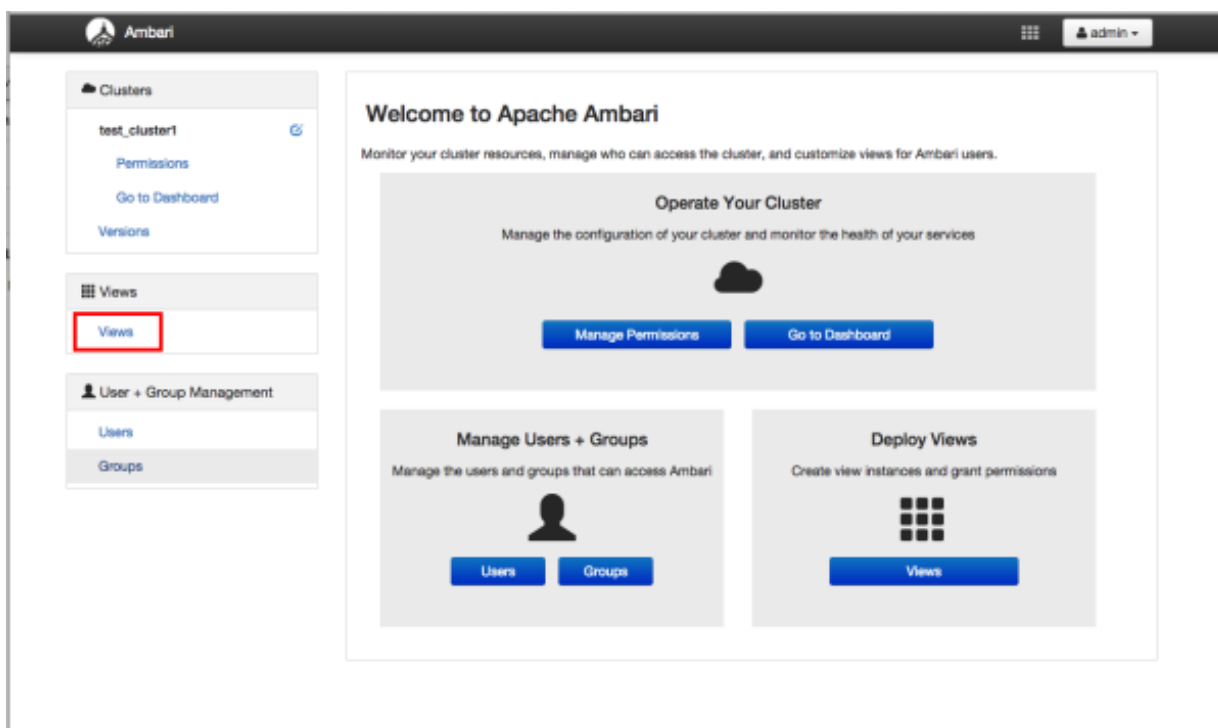 Ambari
admin
Clusters
test_cluster1
Permissions
Go to Dashboard
Versions
Views
Views
User + Group Management
Users
Groups
Welcome to Apache Ambari
Monitor your cluster resources, manage who can access the cluster, and customize views for Ambari users.
Operate Your Cluster
Manage the configuration of your cluster and monitor the health of your services
Manage Permissions
Go to Dashboard
Manage Users + Groups
Manage the users and groups that can access Ambari
Users
Groups
Deploy Views
Create view instances and grant permissions
Views